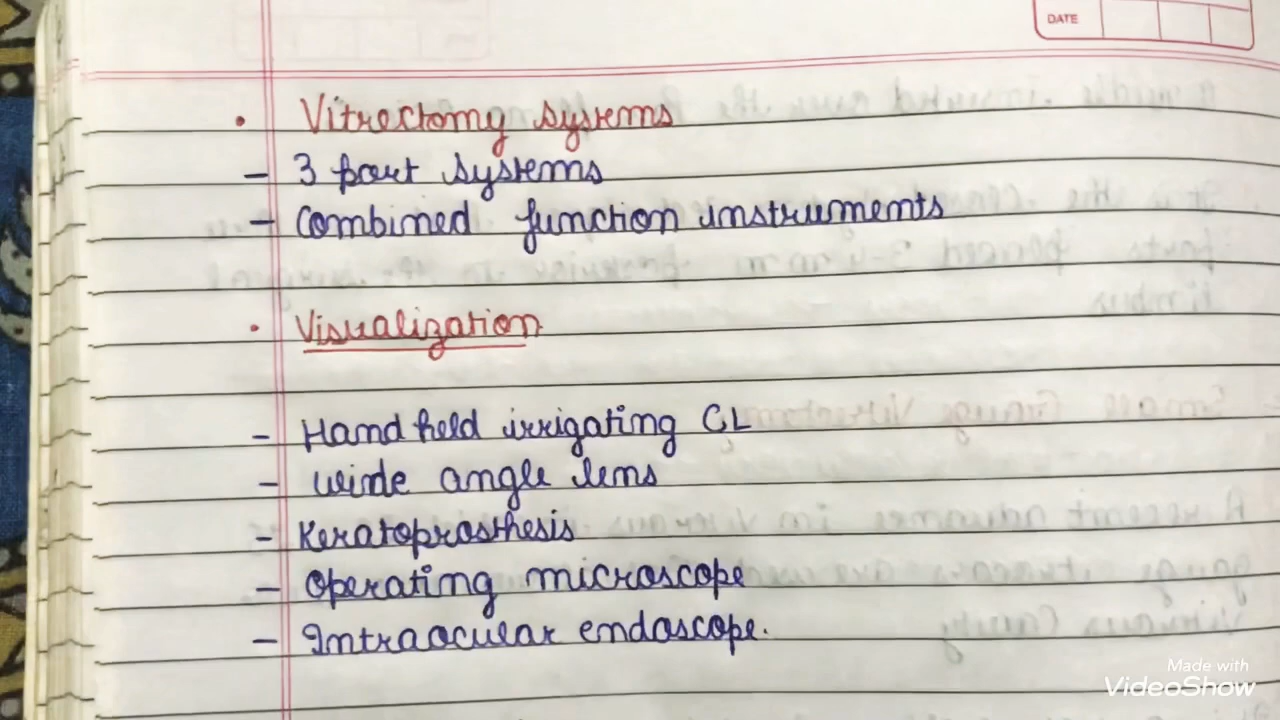 DATE
• Vitrectomy systems
- 3 port systems
- Combined function instruments
• Visualization
- Hand held irrigating CL
- wide angle lens
- Keratoprosthesis
- Operating microscope
- Intraocular endoscope.
Made with
VideoShow